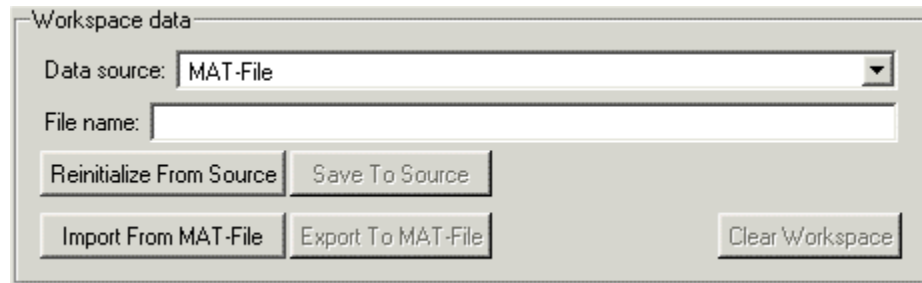 Workspace data
Data source: MAT-File
File name:
Reinitialize From Source Save To Source
Import From MAT-File Export To MAT-File Clear Workspace